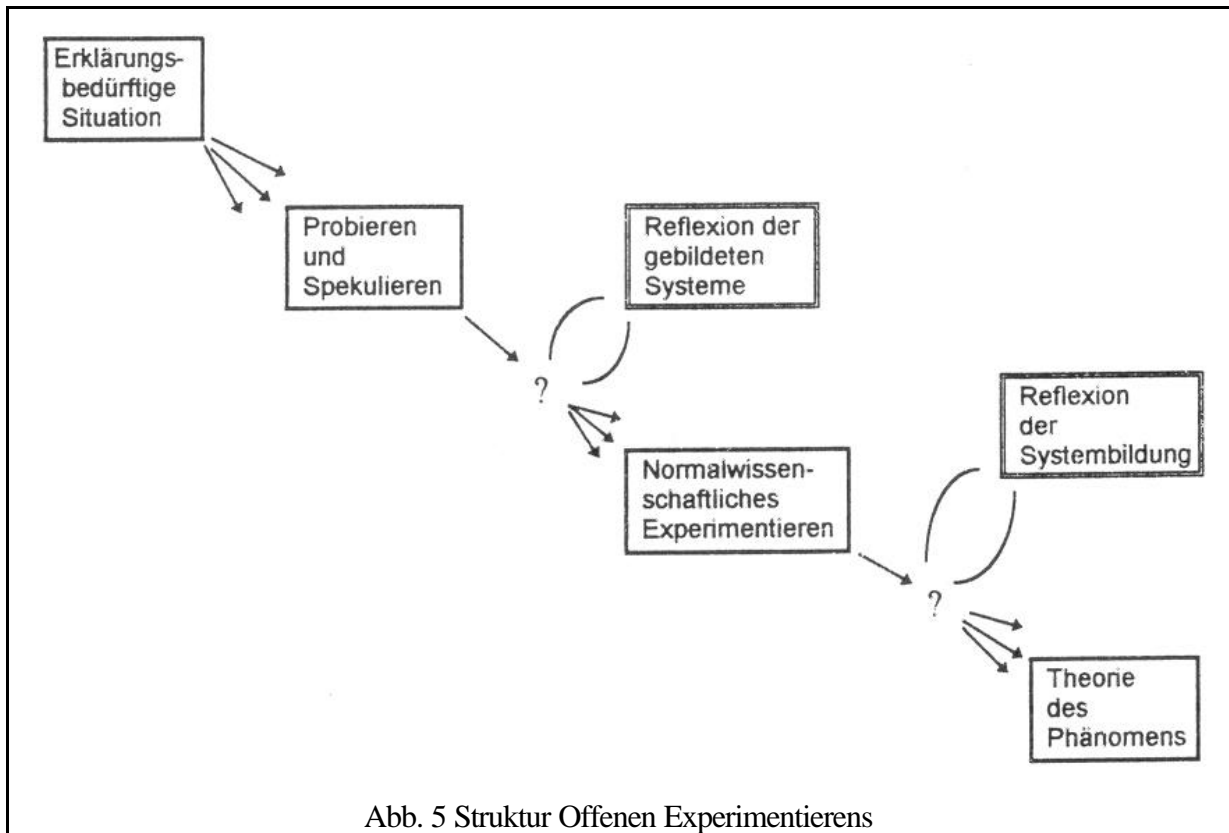 Erklärungs-
bedürftige
Situation
Probieren
und
Spekulieren
Reflexion der
gebildeten
Systeme
?
Normalwissen-
schaftliches
Experimentieren
Reflexion
der
Systembildung
?
Theorie
des
Phänomens
Abb. 5 Struktur Offenen Experimentierens